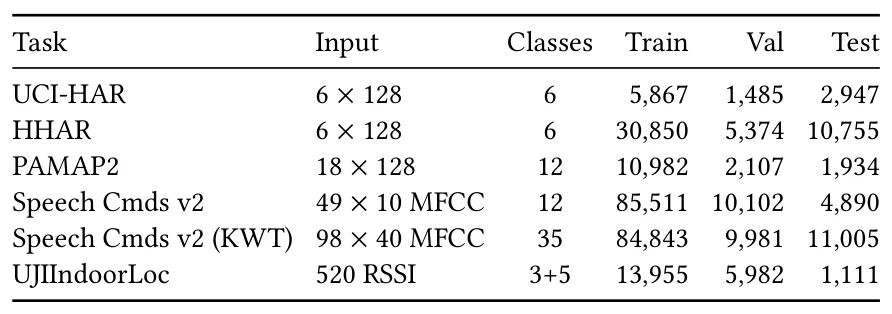 Task Input Classes Train Val Test
UCI-HAR 6 × 128 6 5,867 1,485 2,947
HHAR 6 × 128 6 30,850 5,374 10,755
PAMAP2 18 × 128 12 10,982 2,107 1,934
Speech Cmds v2 49 × 10 MFCC 12 85,511 10,102 4,890
Speech Cmds v2 (KWT) 98 × 40 MFCC 35 84,843 9,981 11,005
UJIIndoorLoc 520 RSSI 3+5 13,955 5,982 1,111